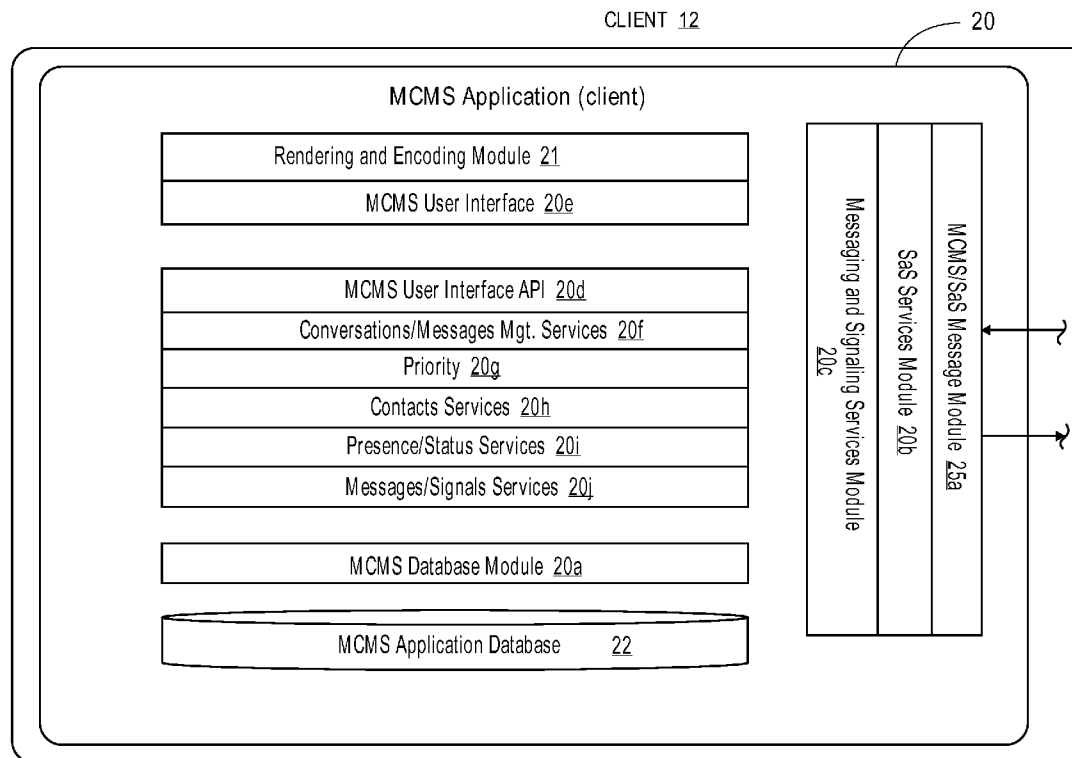 CLIENT 12
20
MCMS Application (client)
Rendering and Encoding Module 21
MCMS User Interface 20e
MCMS User Interface API 20d
Conversations/Messages Mgt. Services 20f
Priority 20g
Contacts Services 20h
Presence/Status Services 20i
Messages/Signals Services 20j
MCMS Database Module 20a
MCMS Application Database 22
Messaging and Signaling Services Module
20c
SaS Services Module 20b
MCMS/SaS Message Module 25a